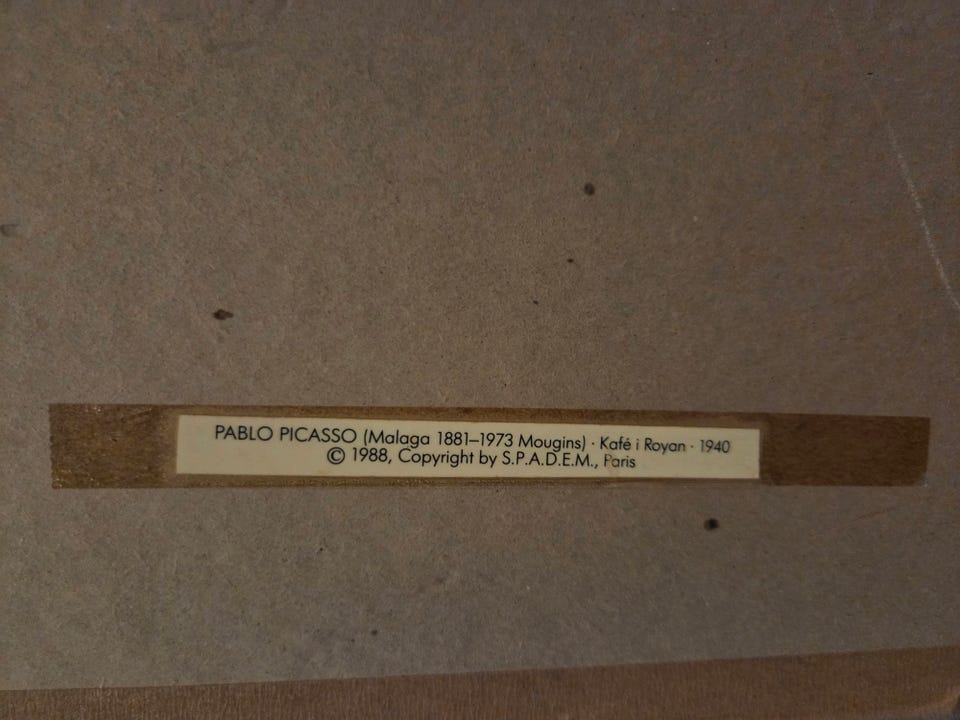 PABLO PICASSO (Malaga 1881–1973 Mougins) · Kafé i Royan · 1940
© 1988, Copyright by S.P.A.D.E.M., Paris